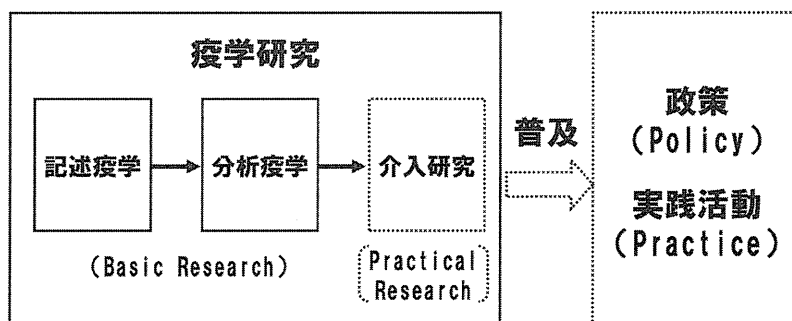 疫学研究
記述疫学
分析疫学
介入研究
(Basic Research)
(Practical
Research)
普及
政策
(Policy)
実践活動
(Practice)